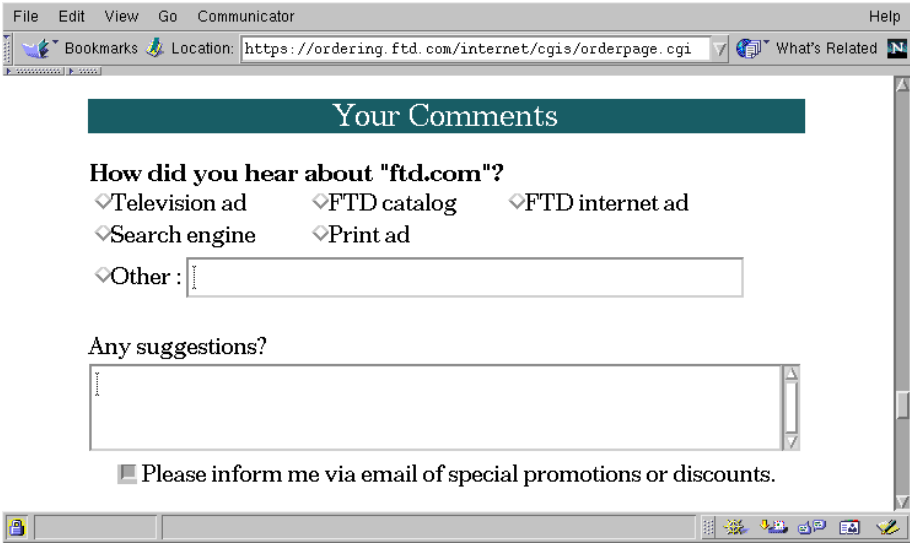 File Edit View Go Communicator Help
Bookmarks Location: https://ordering.ftd.com/internet/cgis/orderpage.cgi What's Related N
Your Comments
How did you hear about "ftd.com"?
Television ad FTD catalog FTD internet ad
Search engine Print ad
Other :
Any suggestions?
Please inform me via email of special promotions or discounts.